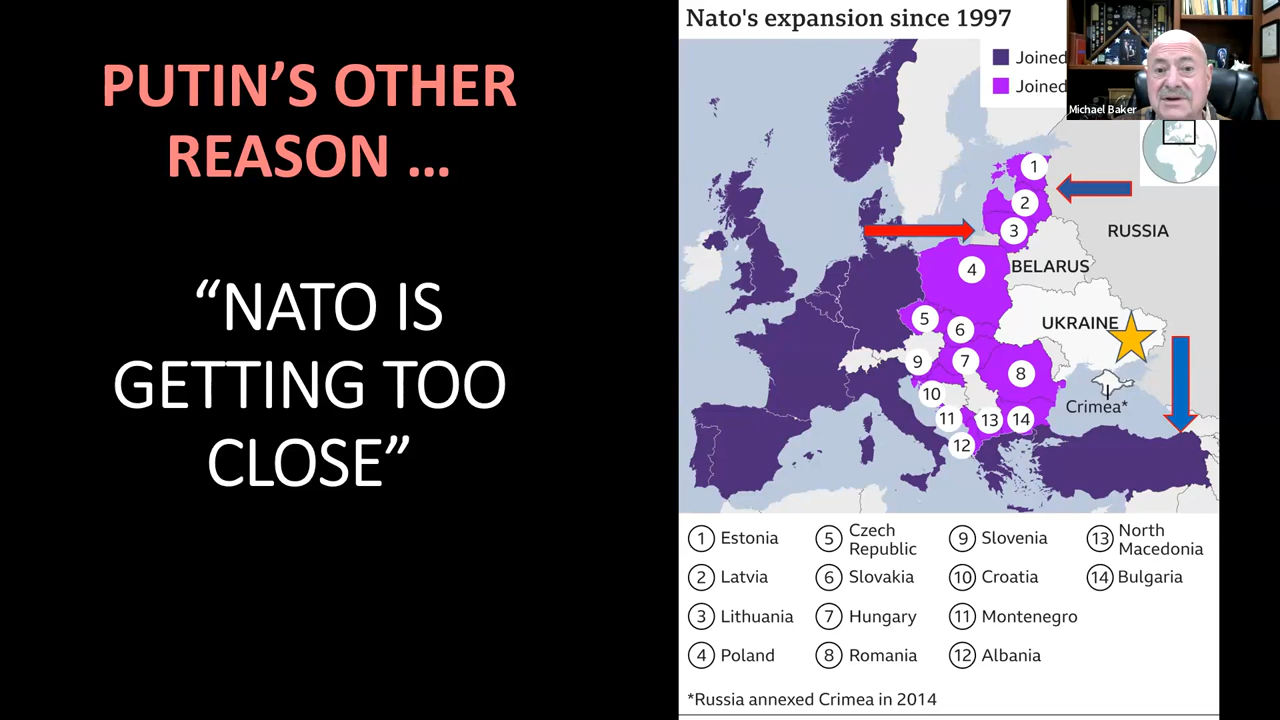 PUTIN’S OTHER
REASON …
“NATO IS
GETTING TOO
CLOSE”
Nato's expansion since 1997
Joined
Joined
Michael Baker
1
2
3
4
5
6
7
8
9
10
11
12
13
14
RUSSIA
BELARUS
UKRAINE
Crimea*
1 Estonia
2 Latvia
3 Lithuania
4 Poland
5 Czech
Republic
6 Slovakia
7 Hungary
8 Romania
9 Slovenia
10 Croatia
11 Montenegro
12 Albania
13 North
Macedonia
14 Bulgaria
*Russia annexed Crimea in 2014